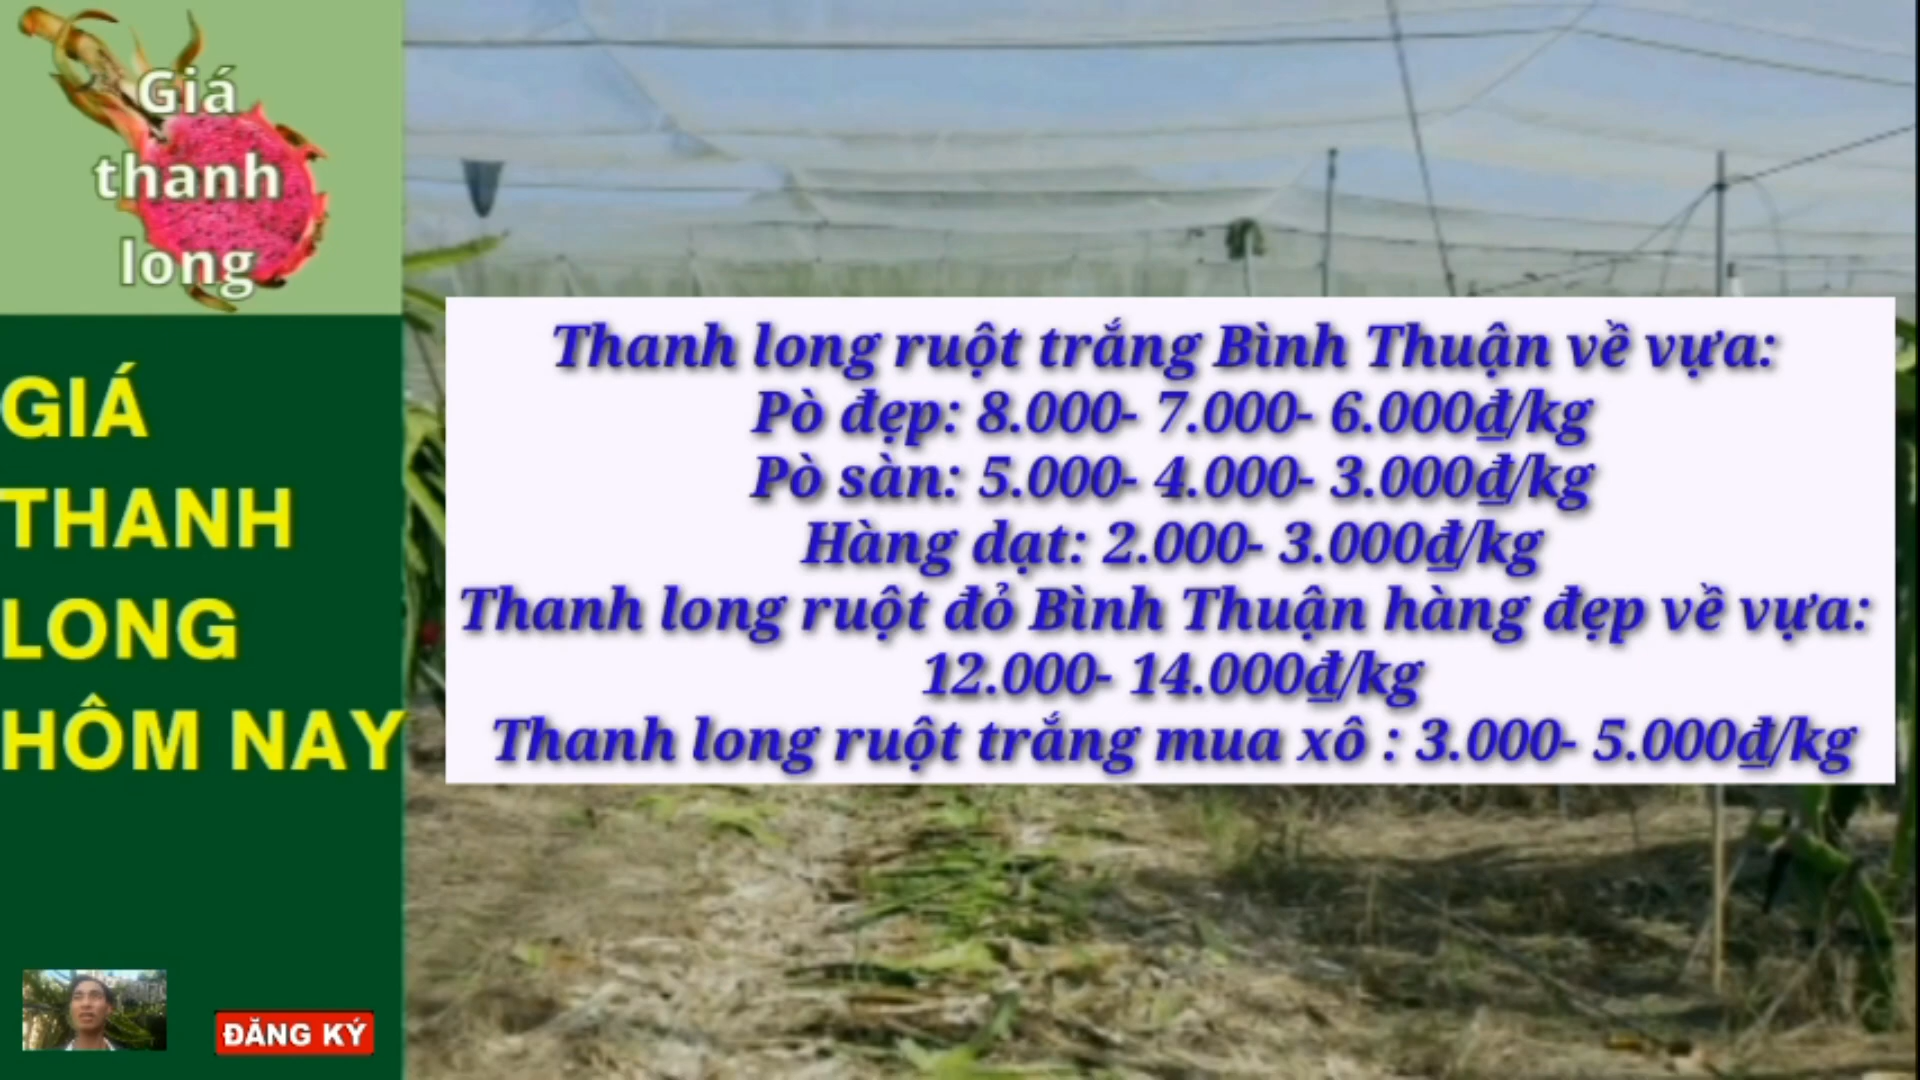 Giá
thanh
long
GIÁ
THANH
LONG
HÔM NAY
ĐĂNG KÝ
Thanh long ruột trắng Bình Thuận về vựa:
Pò đẹp: 8.000- 7.000- 6.000₫/kg
Pò sàn: 5.000- 4.000- 3.000₫/kg
Hàng dạt: 2.000- 3.000₫/kg
Thanh long ruột đỏ Bình Thuận hàng đẹp về vựa:
12.000- 14.000₫/kg
Thanh long ruột trắng mua xô : 3.000- 5.000₫/kg